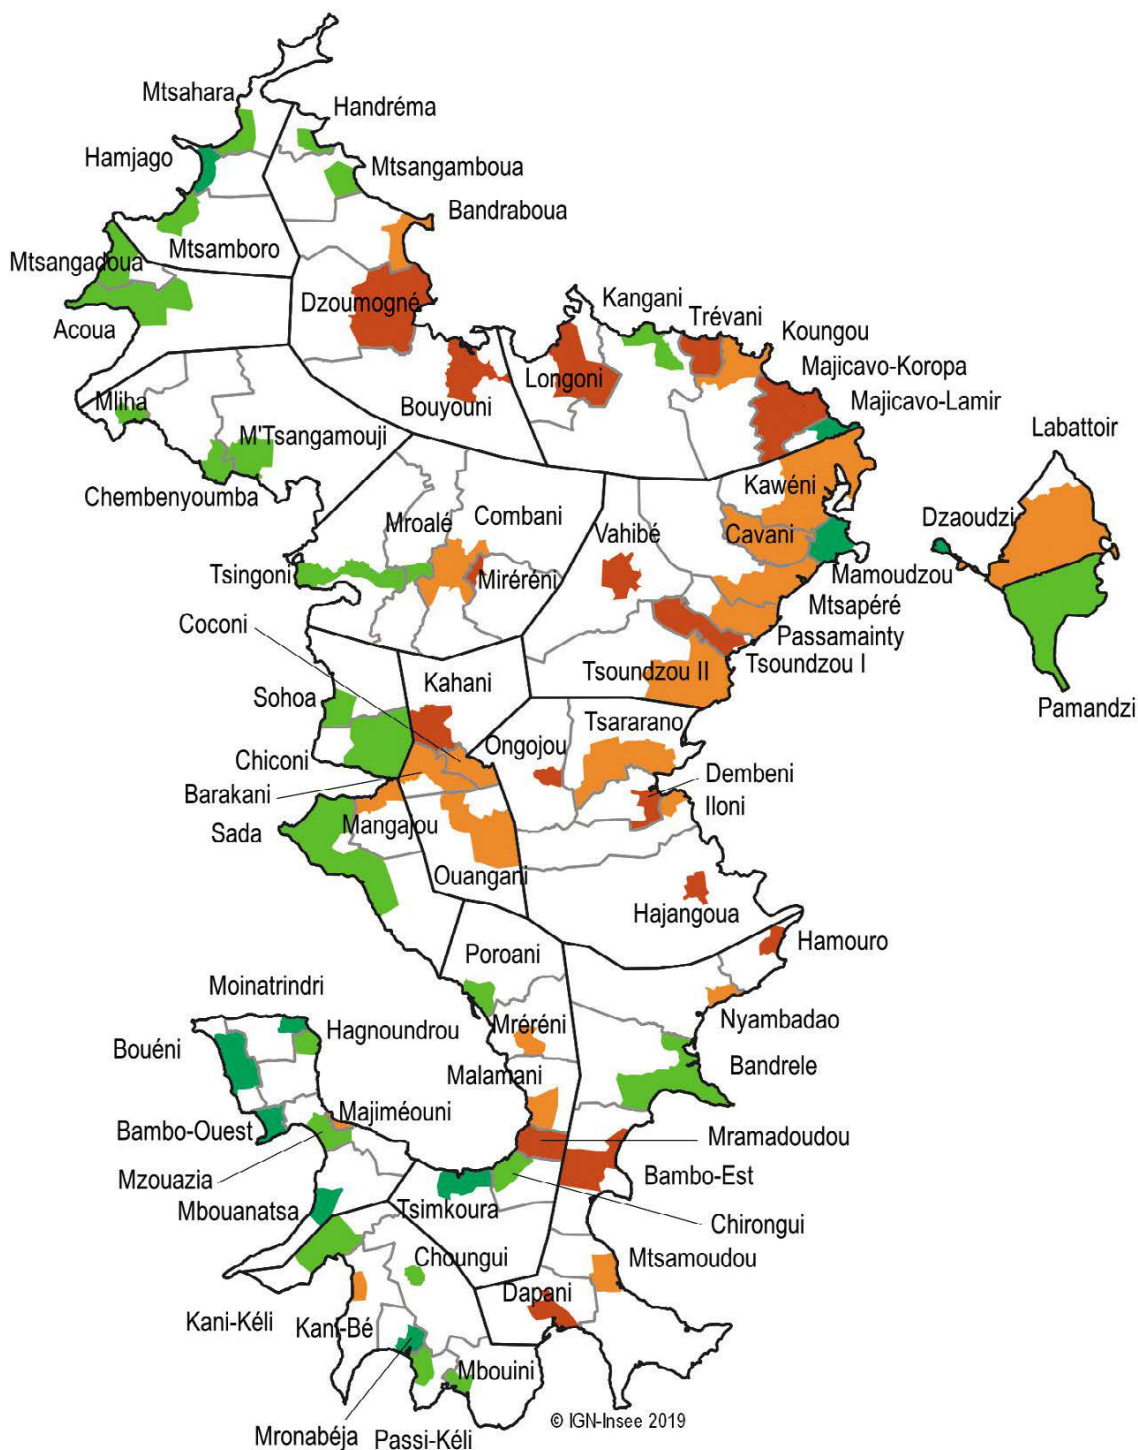 Mtsahara
Handréma
Hamjago
Mtsangamboua
Bandraboua
Mtsamboro
Mtsangadoua
Dzoumogné
Acoua
Kangani
Trévani
Koungou
Majicavo-Koropa
Longoni
Majicavo-Lamir
Bouyouni
Mliha
M'Tsangamouji
Chembenyoumba
Labattoir
Kawéni
Combani
Mroalé
Vahibé
Cavani
Dzaoudzi
Tsingoni
Miréréni
Mamoudzou
Mtsapéré
Coconi
Passamainty
Tsoundzou I
Tsoundzou II
Kahani
Sohoa
Pamandzi
Tsararano
Ongojou
Chiconi
Dembeni
Barakani
Iloni
Sada
Mangajou
Ouangani
Hajangoua
Hamouro
Poroani
Moinatrindri
Nyambadao
Mréréni
Hagnoundrou
Bouéni
Bandrele
Malamani
Majiméouni
Bambo-Ouest
Mramadoudou
Mzouazia
Bambo-Est
Mbouanatsa
Tsimkoura
Chirongui
Choungui
Mtsamoudou
Dapani
Kani-Kéli
Kani-Bé
Mbouini
© IGN-Insee 2019
Mronabéja
Passi-Kéli